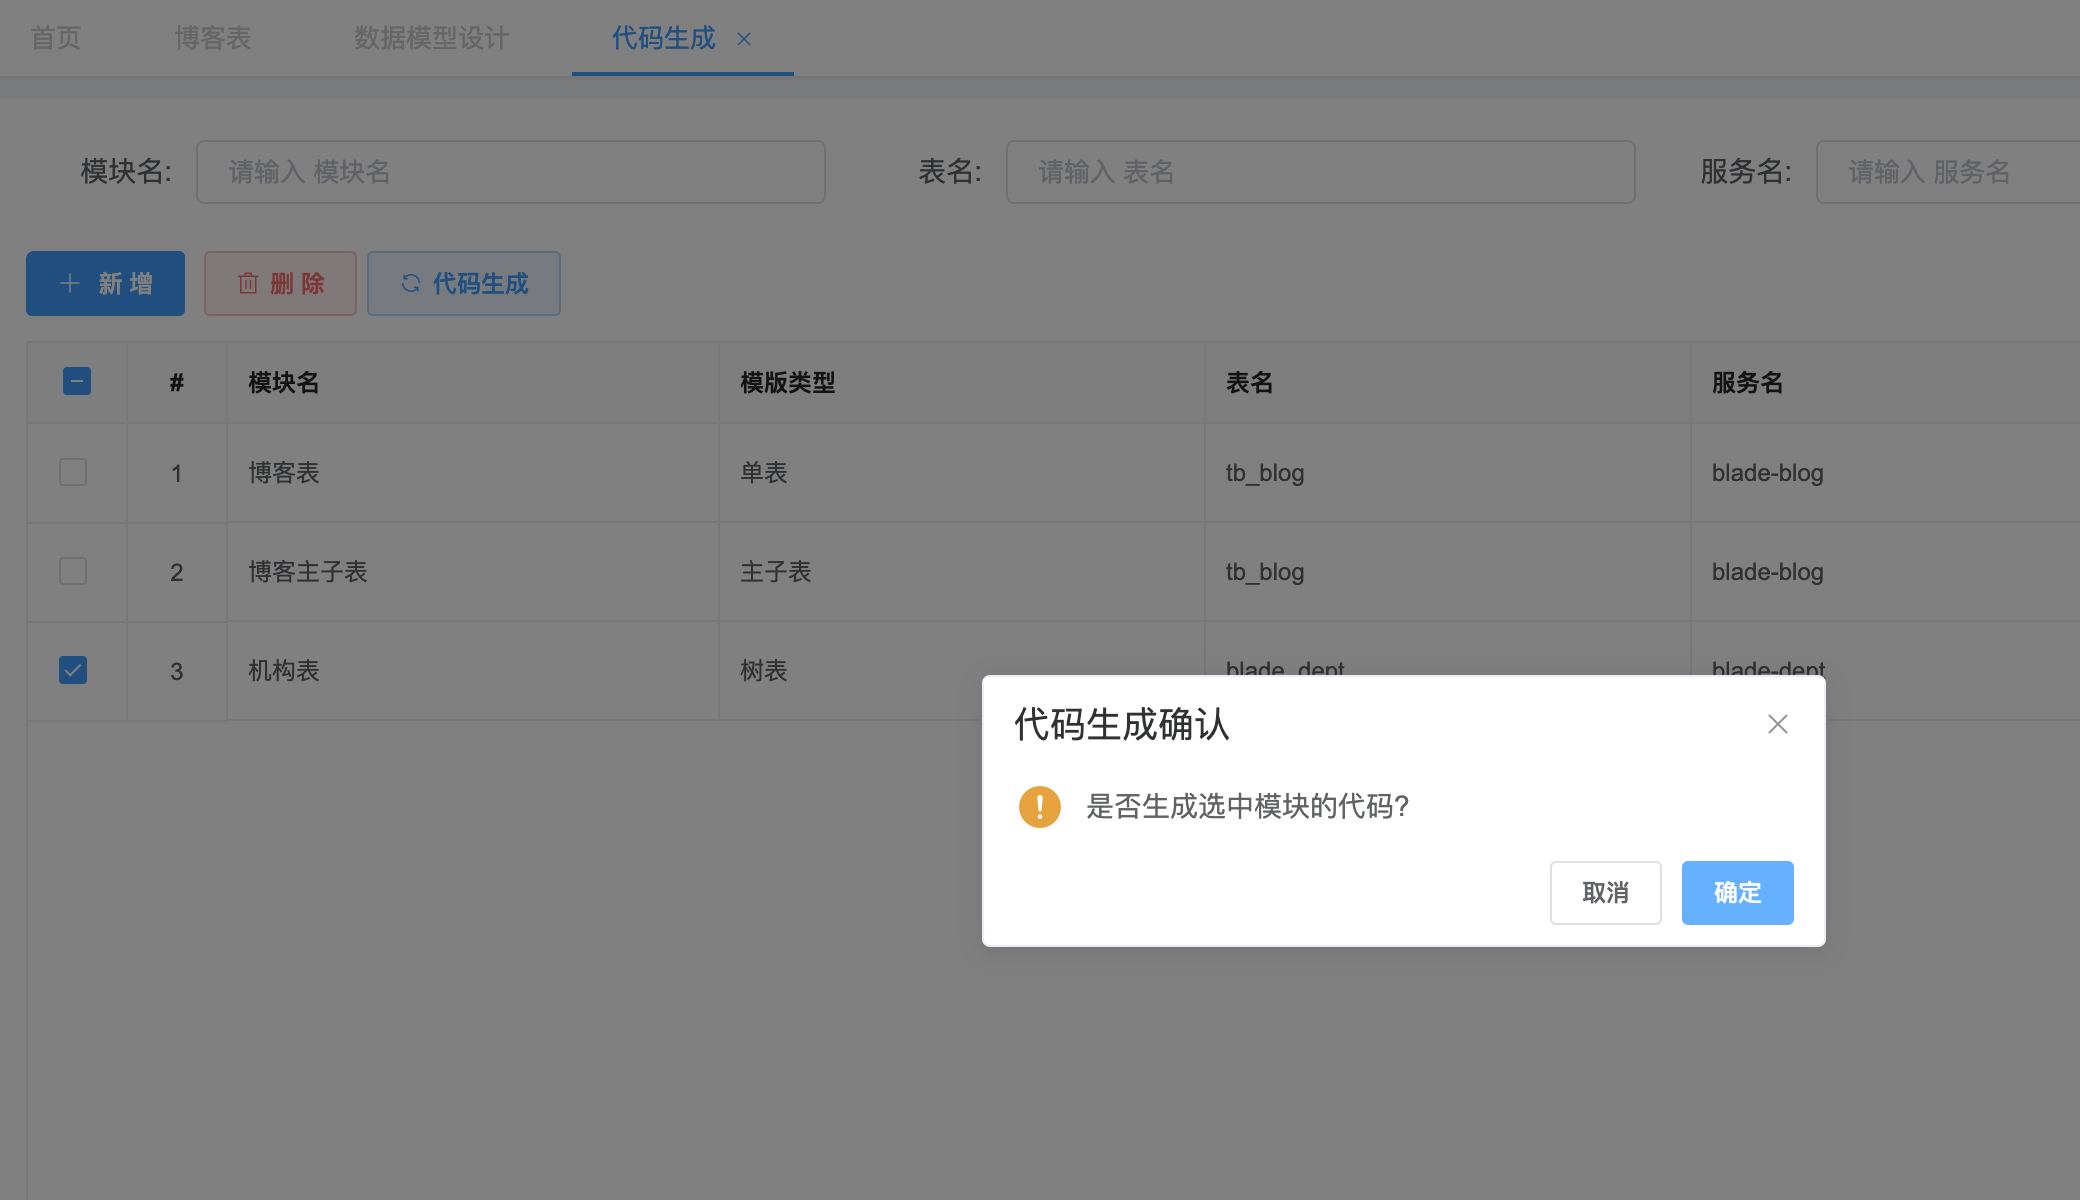 首页 博客表 数据模型设计 代码生成
模块名: 请输入 模块名 表名: 请输入 表名 服务名: 请输入 服务名
新增 删除 代码生成
# 模块名 模版类型 表名 服务名
1 博客表 单表 tb_blog blade-blog
2 博客主子表 主子表 tb_blog blade-blog
3 机构表 树表 blade_dept blade-dept
代码生成确认
是否生成选中模块的代码?
取消 确定